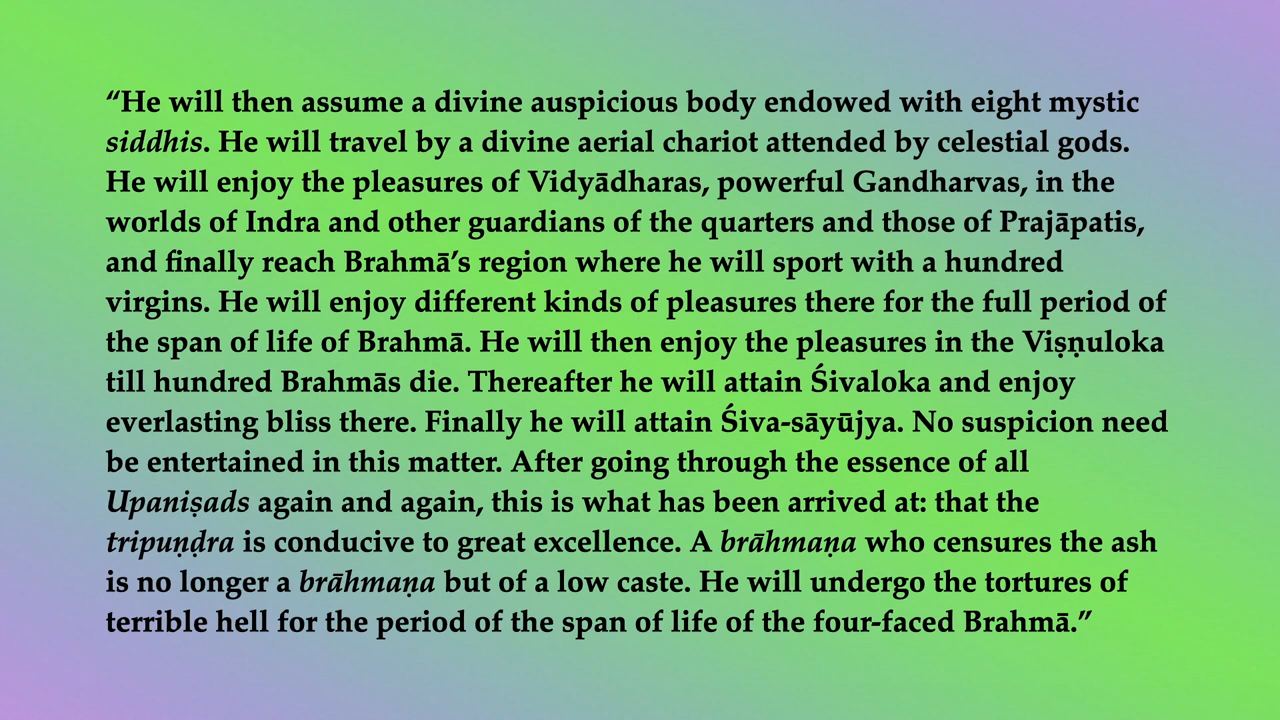 “He will then assume a divine auspicious body endowed with eight mystic
siddhis. He will travel by a divine aerial chariot attended by celestial gods.
He will enjoy the pleasures of Vidyādharas, powerful Gandharvas, in the
worlds of Indra and other guardians of the quarters and those of Prajāpatis,
and finally reach Brahmā’s region where he will sport with a hundred
virgins. He will enjoy different kinds of pleasures there for the full period of
the span of life of Brahmā. He will then enjoy the pleasures in the Viṣṇuloka
till hundred Brahmās die. Thereafter he will attain Śivaloka and enjoy
everlasting bliss there. Finally he will attain Śiva-sāyūjya. No suspicion need
be entertained in this matter. After going through the essence of all
Upaniṣads again and again, this is what has been arrived at: that the
tripuṇḍra is conducive to great excellence. A brāhmaṇa who censures the ash
is no longer a brāhmaṇa but of a low caste. He will undergo the tortures of
terrible hell for the period of the span of life of the four-faced Brahmā.”